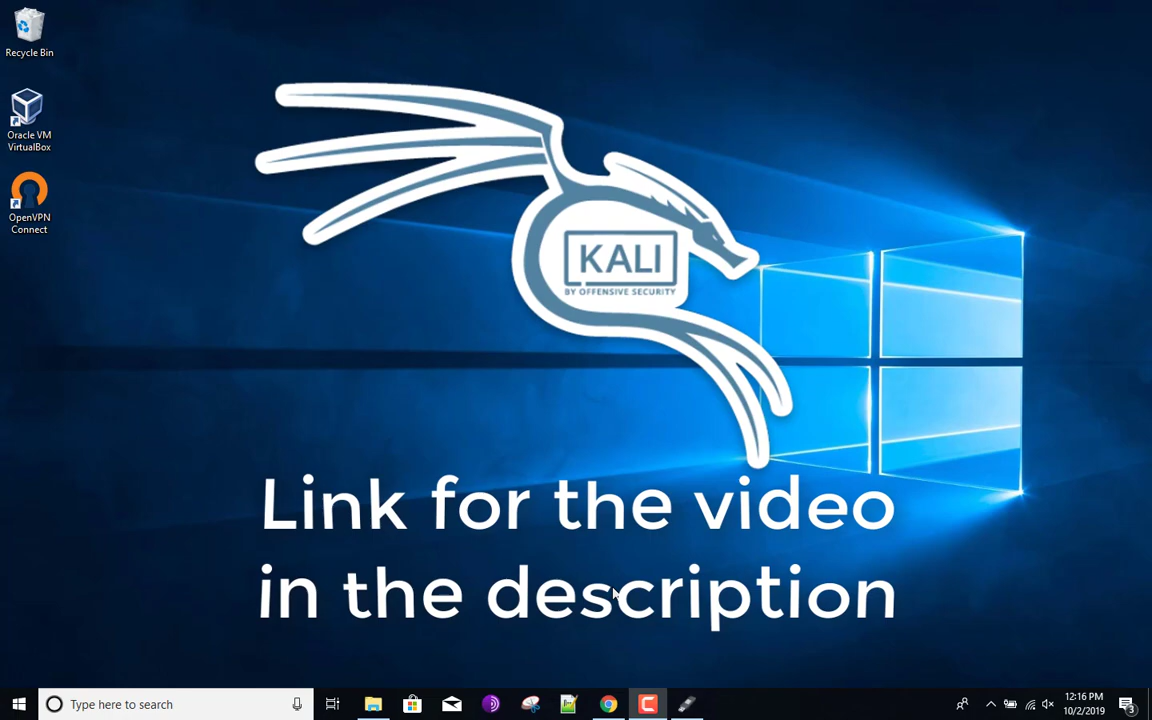 Recycle Bin
Oracle VM
VirtualBox
OpenVPN
Connect
KALI
BY OFFENSIVE SECURITY
Link for the video
in the description
Type here to search
12:16 PM
10/2/2019
3